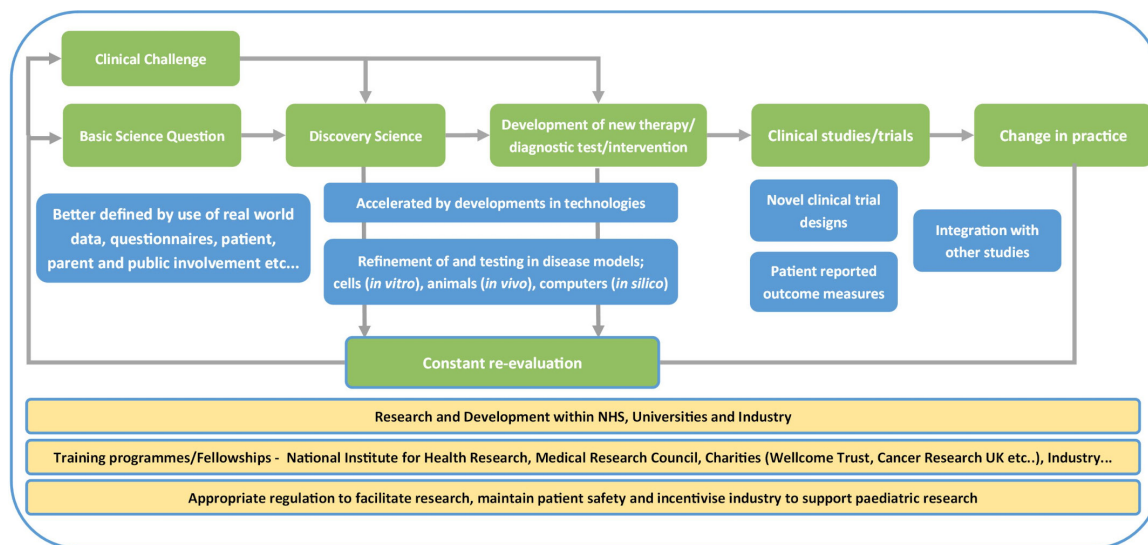 Clinical Challenge
Basic Science Question
Discovery Science
Development of new therapy/
diagnostic test/intervention
Clinical studies/trials
Change in practice
Better defined by use of real world
data, questionnaires, patient,
parent and public involvement etc...
Accelerated by developments in technologies
Refinement of and testing in disease models;
cells (in vitro), animals (in vivo), computers (in silico)
Novel clinical trial
designs
Patient reported
outcome measures
Integration with
other studies
Constant re-evaluation
Research and Development within NHS, Universities and Industry
Training programmes/Fellowships - National Institute for Health Research, Medical Research Council, Charities (Wellcome Trust, Cancer Research UK etc..), Industry...
Appropriate regulation to facilitate research, maintain patient safety and incentivise industry to support paediatric research